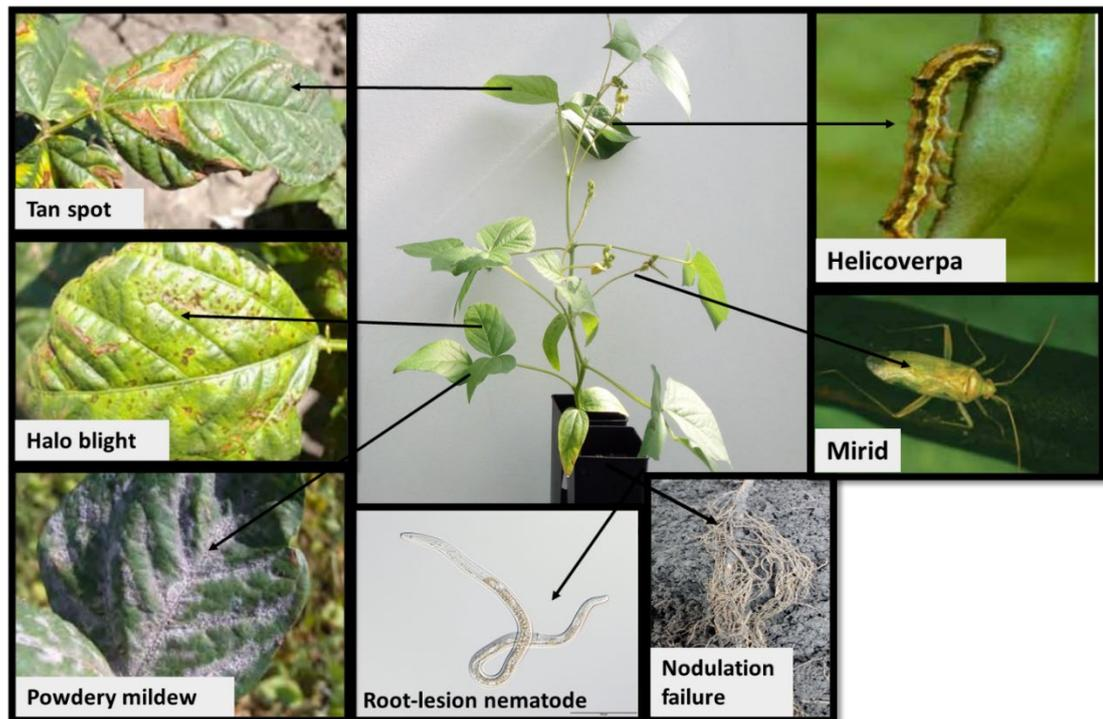 Tan spot
Helicoverpa
Halo blight
Mirid
Powdery mildew
Root-lesion nematode
Nodulation
failure